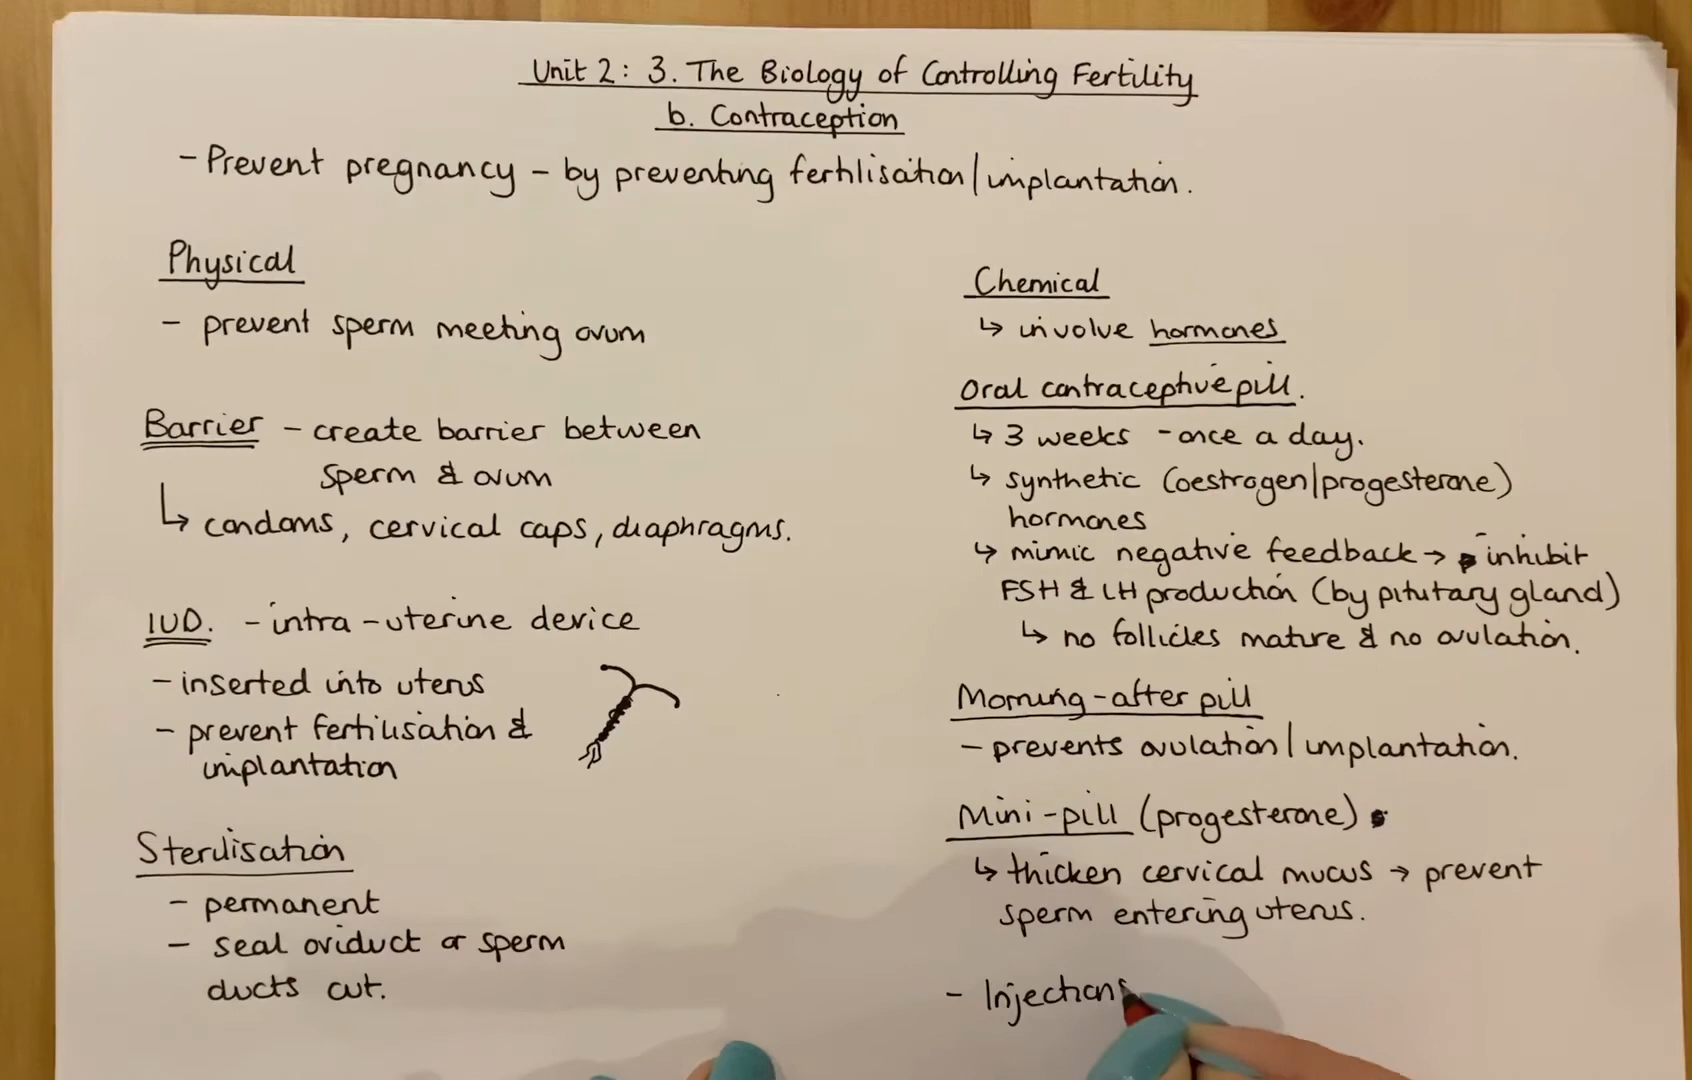 Unit 2: 3. The Biology of Controlling Fertility
b. Contraception
- Prevent pregnancy - by preventing fertilisation/implantation.
Physical
- prevent sperm meeting ovum
Barrier - create barrier between
sperm & ovum
↳ condoms, cervical caps, diaphragms.
IUD. - intra-uterine device
- inserted into uterus
- prevent fertilisation &
implantation
Sterilisation
- permanent
- seal oviduct or sperm
ducts cut.
Chemical
↳ involve hormones
Oral contraceptive pill.
↳ 3 weeks - once a day.
↳ synthetic (oestrogen/progesterone)
hormones
↳ mimic negative feedback → inhibit
FSH & LH production (by pitutary gland)
↳ no follicles mature & no ovulation.
Morning-after pill
- prevents ovulation/implantation.
Mini-pill (progesterone)
↳ thicken cervical mucus → prevent
sperm entering uterus.
- Injections